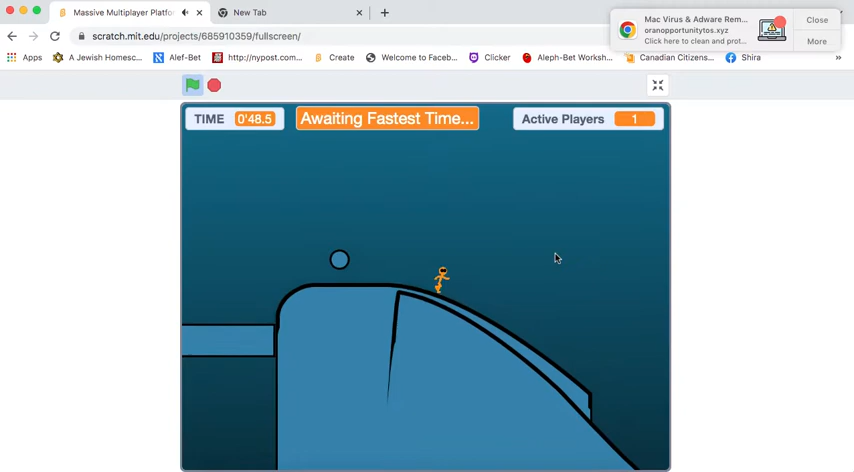 Massive Multiplayer Platfo
New Tab
scratch.mit.edu/projects/685910359/fullscreen/
Mac Virus & Adware Rem...
oranopportunitytos.xyz
Click here to clean and prot...
Close
More
Apps
A Jewish Homesc...
Alef-Bet
http://nypost.com...
Create
Welcome to Faceb...
Clicker
Aleph-Bet Worksh...
Canadian Citizens...
Shira
»
TIME 0'48.5
Awaiting Fastest Time...
Active Players 1